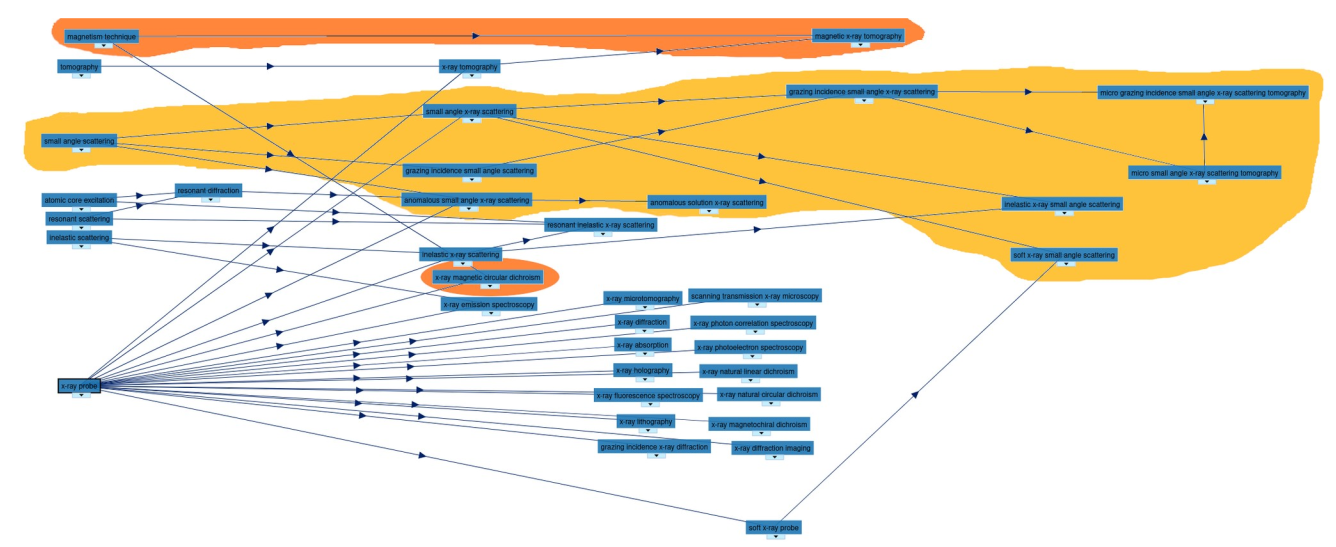 magnetism technique
magnetic x-ray tomography
tomography
x-ray tomography
grazing incidence small angle x-ray scattering
micro grazing incidence small angle x-ray scattering tomography
small angle x-ray scattering
small angle scattering
grazing incidence small angle scattering
micro small angle x-ray scattering tomography
resonant diffraction
atomic core excitation
anomalous small angle x-ray scattering
anomalous solution x-ray scattering
inelastic x-ray small angle scattering
resonant scattering
resonant inelastic x-ray scattering
inelastic scattering
inelastic x-ray scattering
soft x-ray small angle scattering
x-ray magnetic circular dichroism
x-ray emission spectroscopy
x-ray microtomography
scanning transmission x-ray microscopy
x-ray diffraction
x-ray photon correlation spectroscopy
x-ray absorption
x-ray photoelectron spectroscopy
x-ray holography
x-ray natural linear dichroism
x-ray probe
x-ray fluorescence spectroscopy
x-ray natural circular dichroism
x-ray lithography
x-ray magnetochiral dichroism
grazing incidence x-ray diffraction
x-ray diffraction imaging
soft x-ray probe